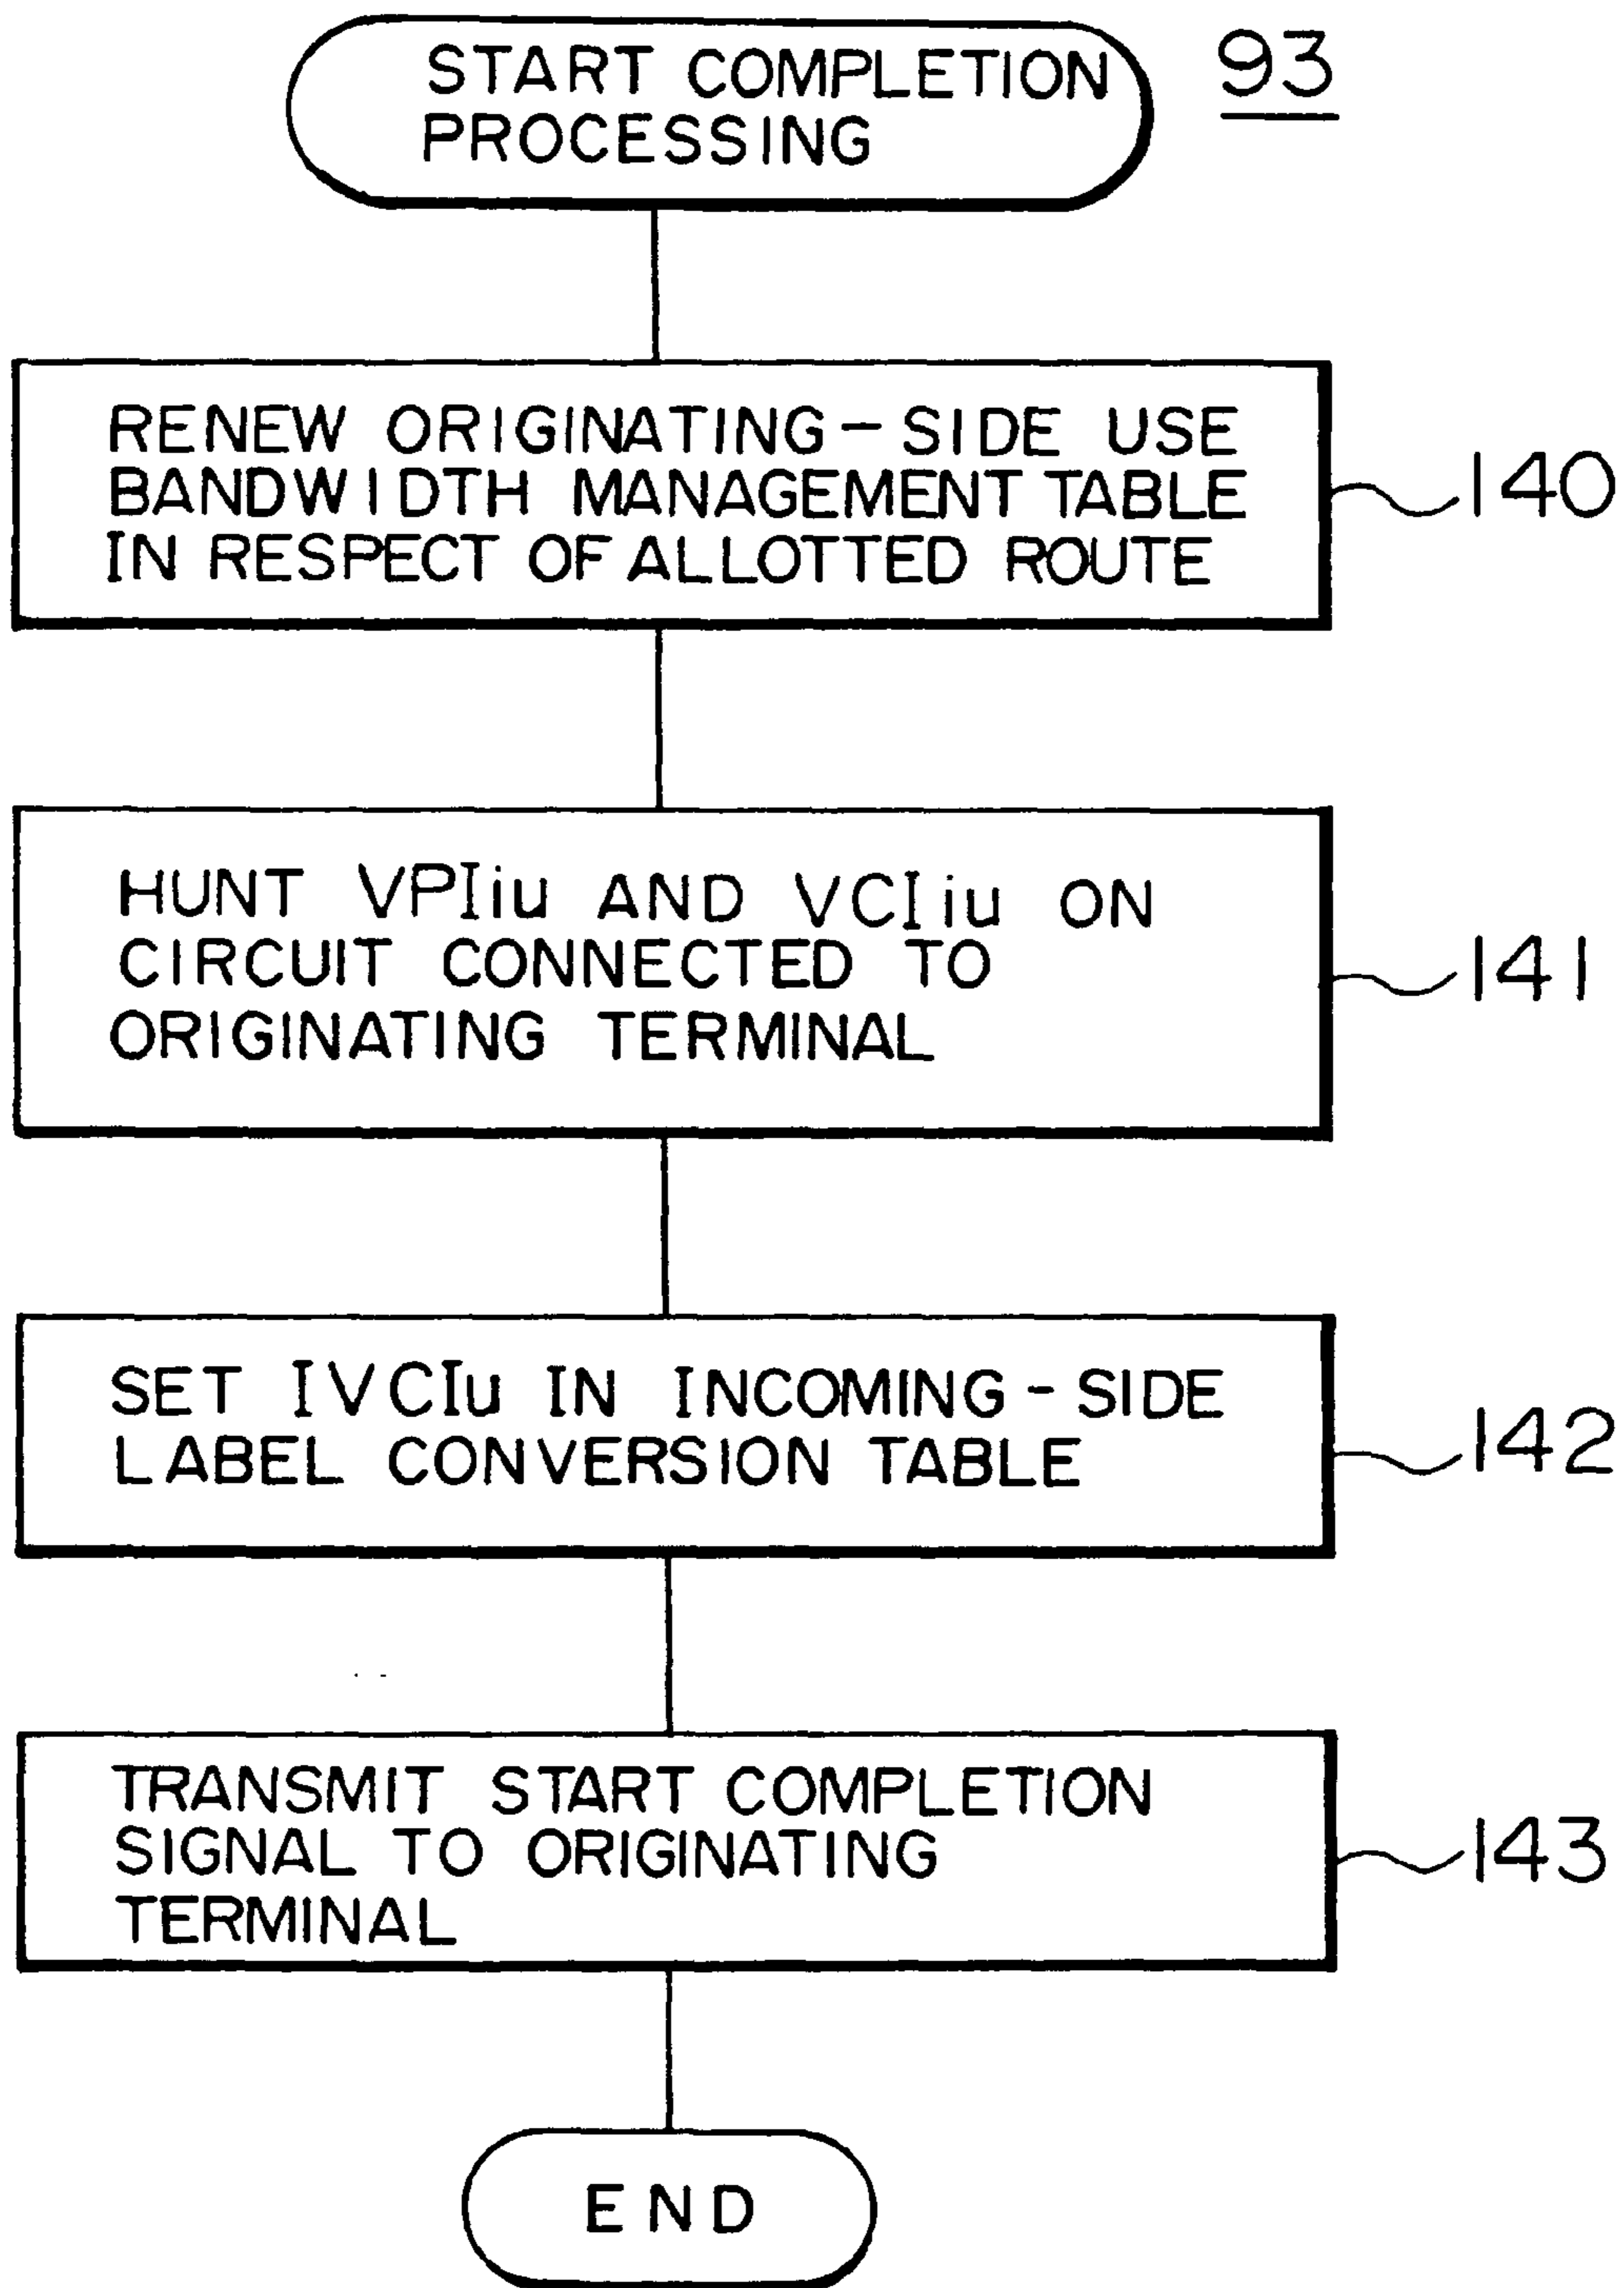 START COMPLETION
PROCESSING
93
RENEW ORIGINATING-SIDE USE
BANDWIDTH MANAGEMENT TABLE
IN RESPECT OF ALLOTTED ROUTE
140
HUNT VPIiu AND VCIiu ON
CIRCUIT CONNECTED TO
ORIGINATING TERMINAL
141
SET IVCIu IN INCOMING-SIDE
LABEL CONVERSION TABLE
142
TRANSMIT START COMPLETION
SIGNAL TO ORIGINATING
TERMINAL
143
END